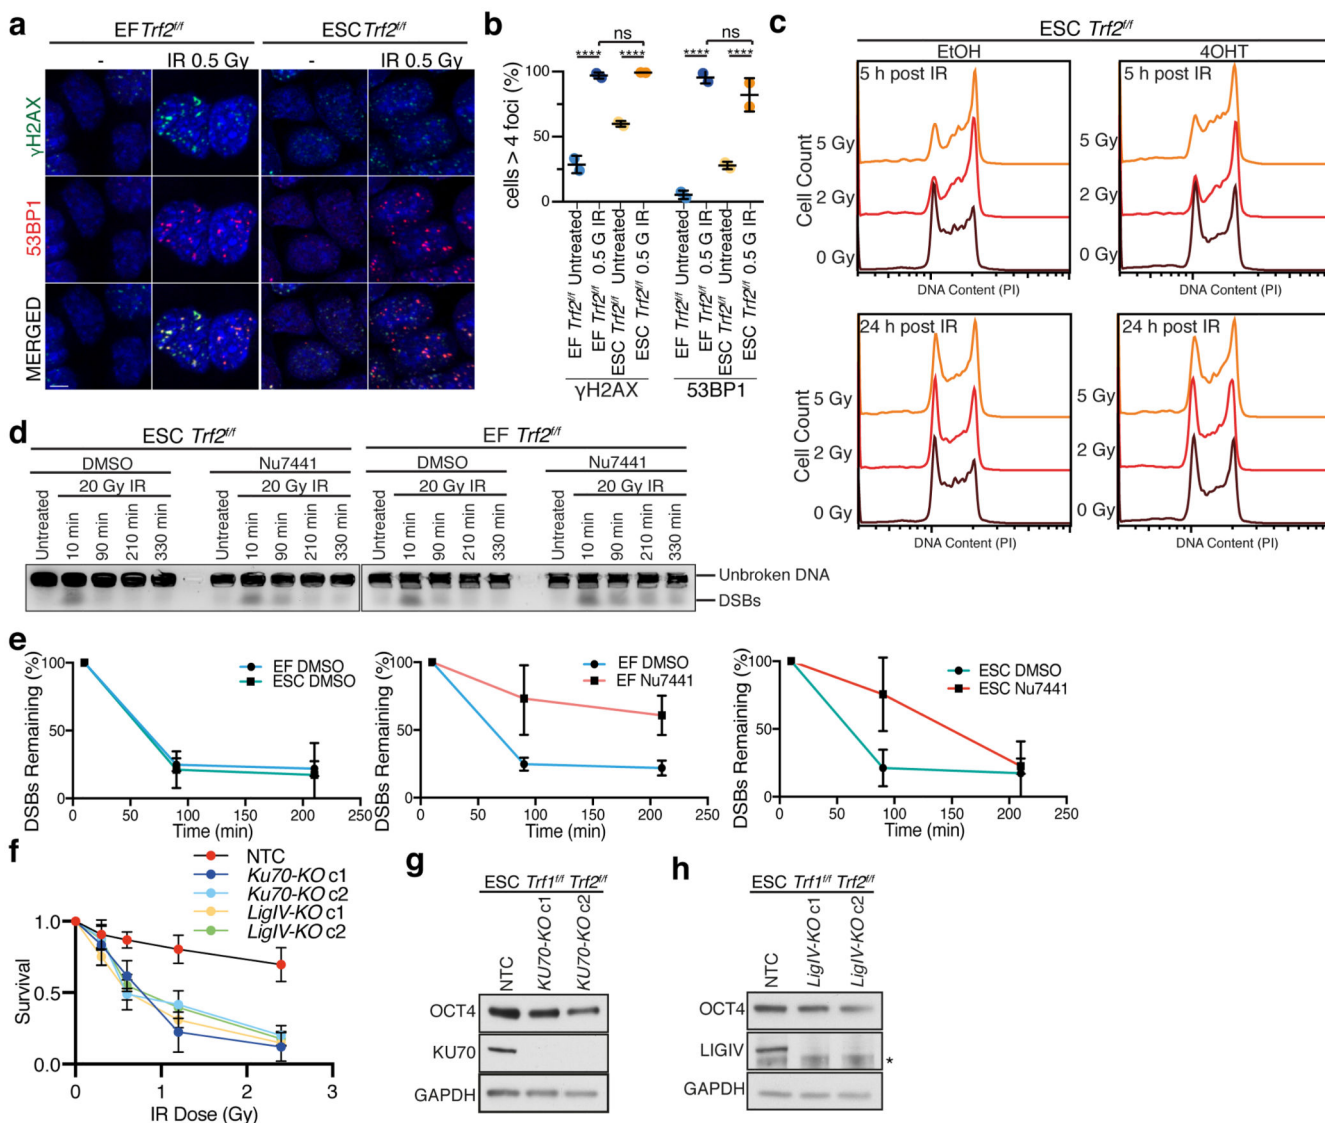 a
EF Trf2f/f
ESC Trf2f/f
-
IR 0.5 Gy
-
IR 0.5 Gy
γH2AX
53BP1
MERGED
b
ns
ns
****
****
****
****
cells > 4 foci (%)
100
50
0
EF Trf2f/f Untreated
EF Trf2f/f 0.5 G IR
ESC Trf2f/f Untreated
ESC Trf2f/f 0.5 G IR
EF Trf2f/f Untreated
EF Trf2f/f 0.5 G IR
ESC Trf2f/f Untreated
ESC Trf2f/f 0.5 G IR
γH2AX
53BP1
c
ESC Trf2f/f
EtOH
4OHT
5 h post IR
5 Gy
2 Gy
0 Gy
Cell Count
DNA Content (PI)
5 h post IR
5 Gy
2 Gy
0 Gy
Cell Count
DNA Content (PI)
24 h post IR
5 Gy
2 Gy
0 Gy
Cell Count
DNA Content (PI)
24 h post IR
5 Gy
2 Gy
0 Gy
Cell Count
DNA Content (PI)
d
ESC Trf2f/f
EF Trf2f/f
DMSO
Nu7441
DMSO
Nu7441
20 Gy IR
20 Gy IR
20 Gy IR
20 Gy IR
Untreated
10 min
90 min
210 min
330 min
Untreated
10 min
90 min
210 min
330 min
Untreated
10 min
90 min
210 min
330 min
Untreated
10 min
90 min
210 min
330 min
Unbroken DNA
DSBs
e
DSBs Remaining (%)
100
50
0
EF DMSO
ESC DMSO
0 50 100 150 200 250
Time (min)
DSBs Remaining (%)
100
50
0
EF DMSO
EF Nu7441
0 50 100 150 200 250
Time (min)
DSBs Remaining (%)
100
50
0
ESC DMSO
ESC Nu7441
0 50 100 150 200 250
Time (min)
f
NTC
Ku70-KO c1
Ku70-KO c2
LigIV-KO c1
LigIV-KO c2
Survival
1.0
0.5
0.0
0 1 2 3
IR Dose (Gy)
g
ESC Trf1f/f Trf2f/f
NTC
KU70-KO c1
KU70-KO c2
OCT4
KU70
GAPDH
h
ESC Trf1f/f Trf2f/f
NTC
LigIV-KO c1
LigIV-KO c2
OCT4
LIGIV
*
GAPDH